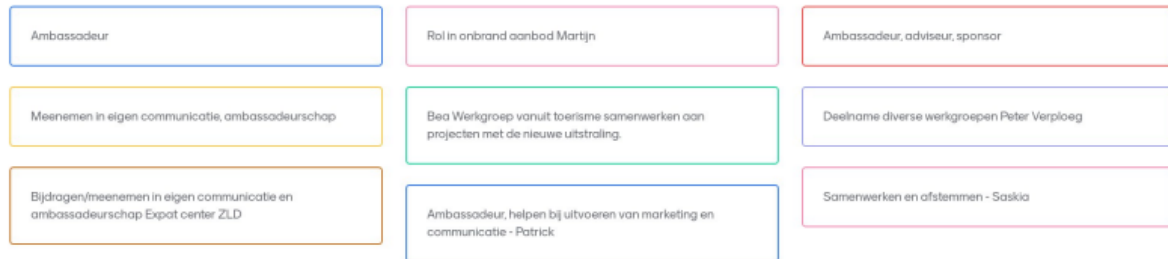 Ambassadeur
Meenemen in eigen communicatie, ambassadeurschap
Bijdragen/meenemen in eigen communicatie en
ambassadeurschap Expat center ZLD
Rol in onbrand aanbod Martijn
Bea Werkgroep vanuit toerisme samenwerken aan
projecten met de nieuwe uitstraling.
Ambassadeur, helpen bij uitvoeren van marketing en
communicatie - Patrick
Ambassadeur, adviseur, sponsor
Deelname diverse werkgroepen Peter Verploeg
Samenwerken en afstemmen - Saskia